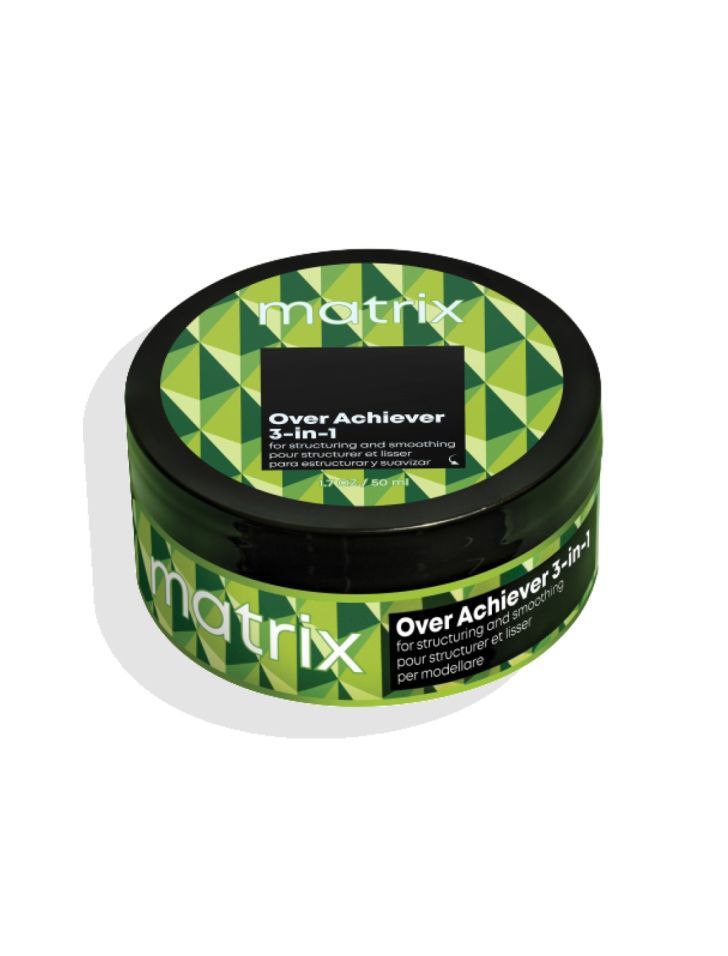 matrix
Over Achiever
3-in-1
for structuring and smoothing
pour structurer et lisser
para estructurar y suavizar
1.7 OZ / 50 ml
matrix
Over Achiever 3-in-1
for structuring and smoothing
pour structurer et lisser
per modellare